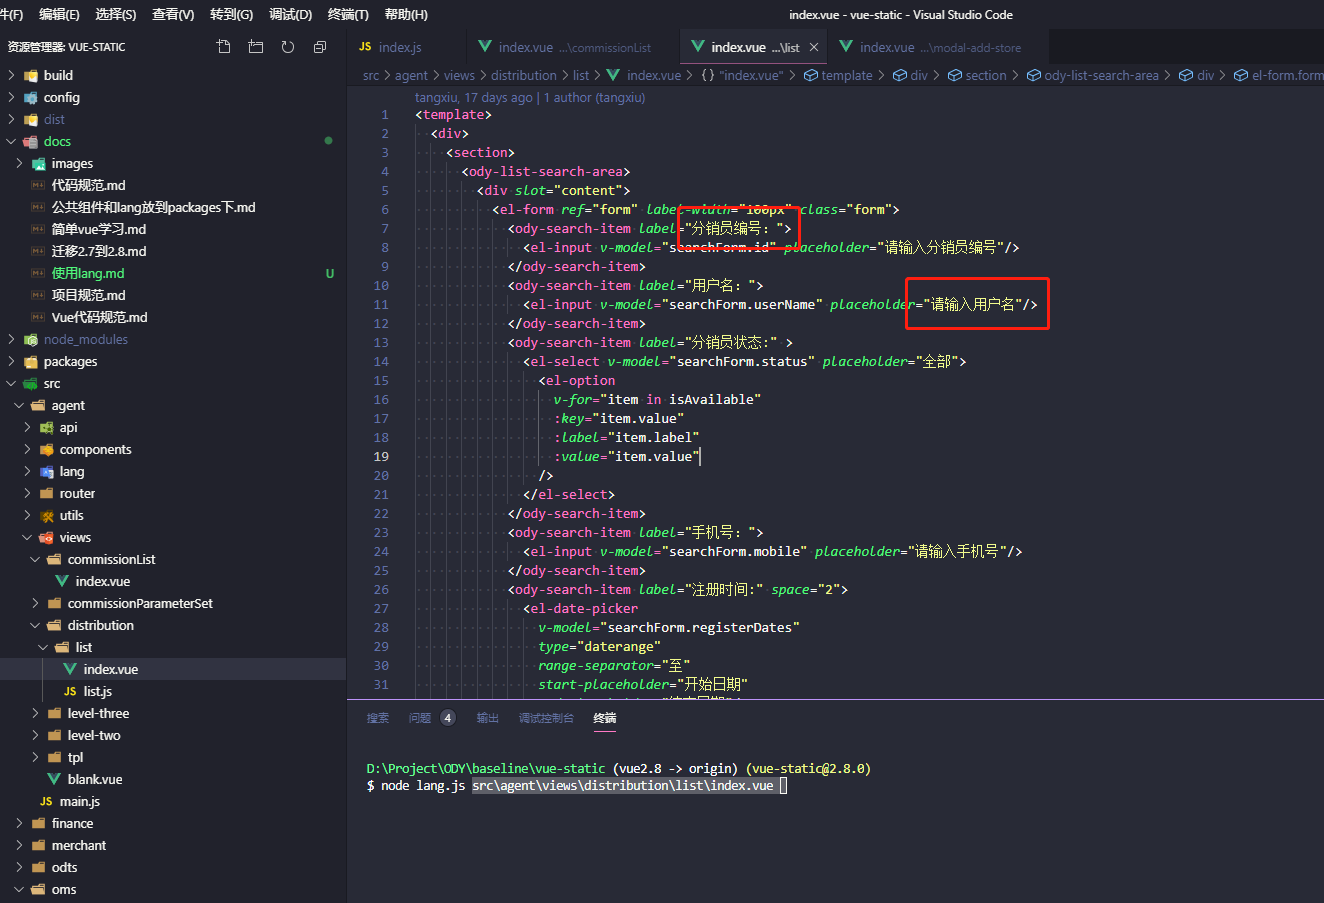 件(F) 编辑(E) 选择(S) 查看(V) 转到(G) 调试(D) 终端(T) 帮助(H) index.vue - vue-static - Visual Studio Code
资源管理器: VUE-STATIC
build
config
dist
docs
images
代码规范.md
公共组件和lang放到packages下.md
简单vue学习.md
迁移2.7到2.8.md
使用lang.md U
项目规范.md
Vue代码规范.md
node_modules
packages
src
agent
api
components
lang
router
utils
views
commissionList
index.vue
commissionParameterSet
distribution
list
index.vue
JS list.js
level-three
level-two
tpl
blank.vue
JS main.js
finance
merchant
odts
oms
JS index.js index.vue ...\commissionList index.vue ...\list × index.vue ...\modal-add-store
src > agent > views > distribution > list > index.vue > {} "index.vue" > template > div > section > ody-list-search-area > div > el-form.form
tangxiu, 17 days ago | 1 author (tangxiu)
1 <template>
2 <div>
3 <section>
4 <ody-list-search-area>
5 <div slot="content">
6 <el-form ref="form" label-width="100px" class="form">
7 <ody-search-item label="分销员编号：">
8 <el-input v-model="searchForm.id" placeholder="请输入分销员编号"/>
9 </ody-search-item>
10 <ody-search-item label="用户名：">
11 <el-input v-model="searchForm.userName" placeholder="请输入用户名"/>
12 </ody-search-item>
13 <ody-search-item label="分销员状态:" >
14 <el-select v-model="searchForm.status" placeholder="全部">
15 <el-option
16 v-for="item in isAvailable"
17 :key="item.value"
18 :label="item.label"
19 :value="item.value"
20 />
21 </el-select>
22 </ody-search-item>
23 <ody-search-item label="手机号：">
24 <el-input v-model="searchForm.mobile" placeholder="请输入手机号"/>
25 </ody-search-item>
26 <ody-search-item label="注册时间:" space="2">
27 <el-date-picker
28 v-model="searchForm.registerDates"
29 type="daterange"
30 range-separator="至"
31 start-placeholder="开始日期"
搜索 问题 4 输出 调试控制台 终端
D:\Project\ODY\baseline\vue-static (vue2.8 -> origin) (vue-static@2.8.0)
$ node lang.js src\agent\views\distribution\list\index.vue